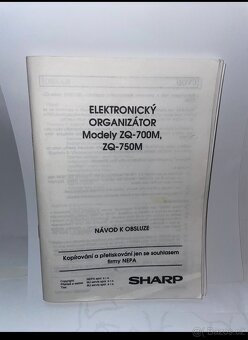 ELEKTRONICKÝ
ORGANIZÁTOR
Modely ZQ-700M,
ZQ-750M
NÁVOD K OBSLUZE
Kopírování a přetiskování jen se souhlasem
firmy NEPA
SHARP